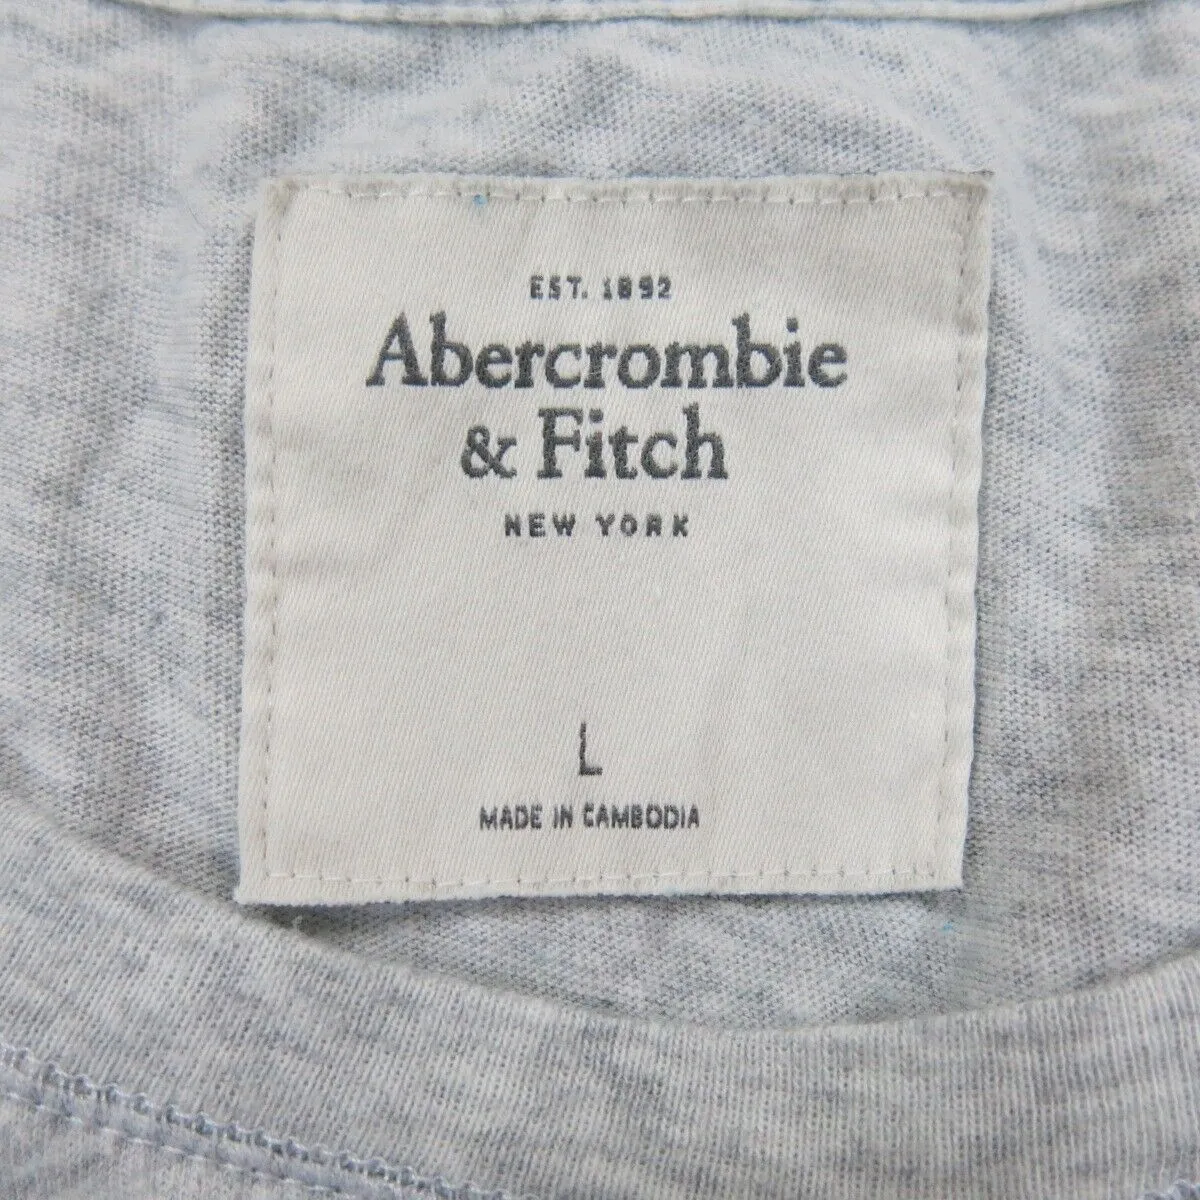 EST. 1892
Abercrombie
& Fitch
NEW YORK
L
MADE IN CAMBODIA